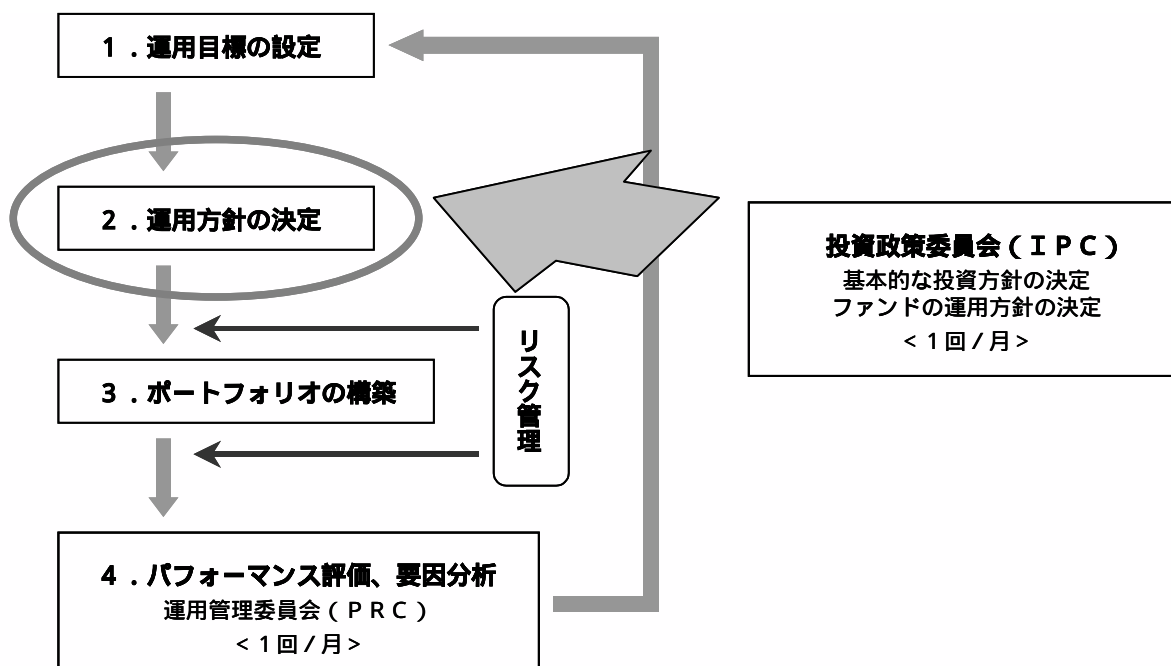 1．運用目標の設定
2．運用方針の決定
投資政策委員会（ＩＰＣ）
基本的な投資方針の決定
ファンドの運用方針の決定
＜1回／月＞
リスク管理
3．ポートフォリオの構築
4．パフォーマンス評価、要因分析
運用管理委員会（ＰＲＣ）
＜1回／月＞